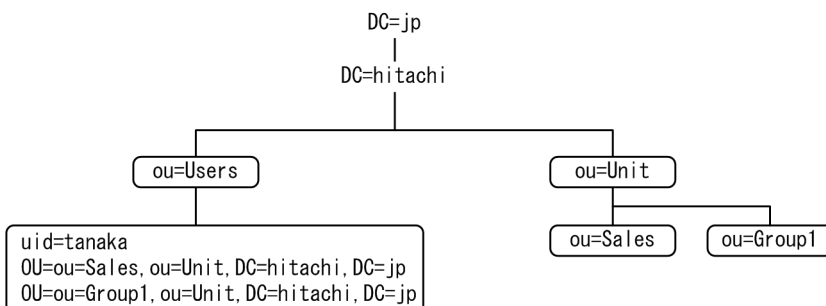 DC=jp
DC=hitachi
ou=Users
ou=Unit
uid=tanaka
OU=ou=Sales,ou=Unit,DC=hitachi,DC=jp
OU=ou=Group1,ou=Unit,DC=hitachi,DC=jp
ou=Sales
ou=Group1